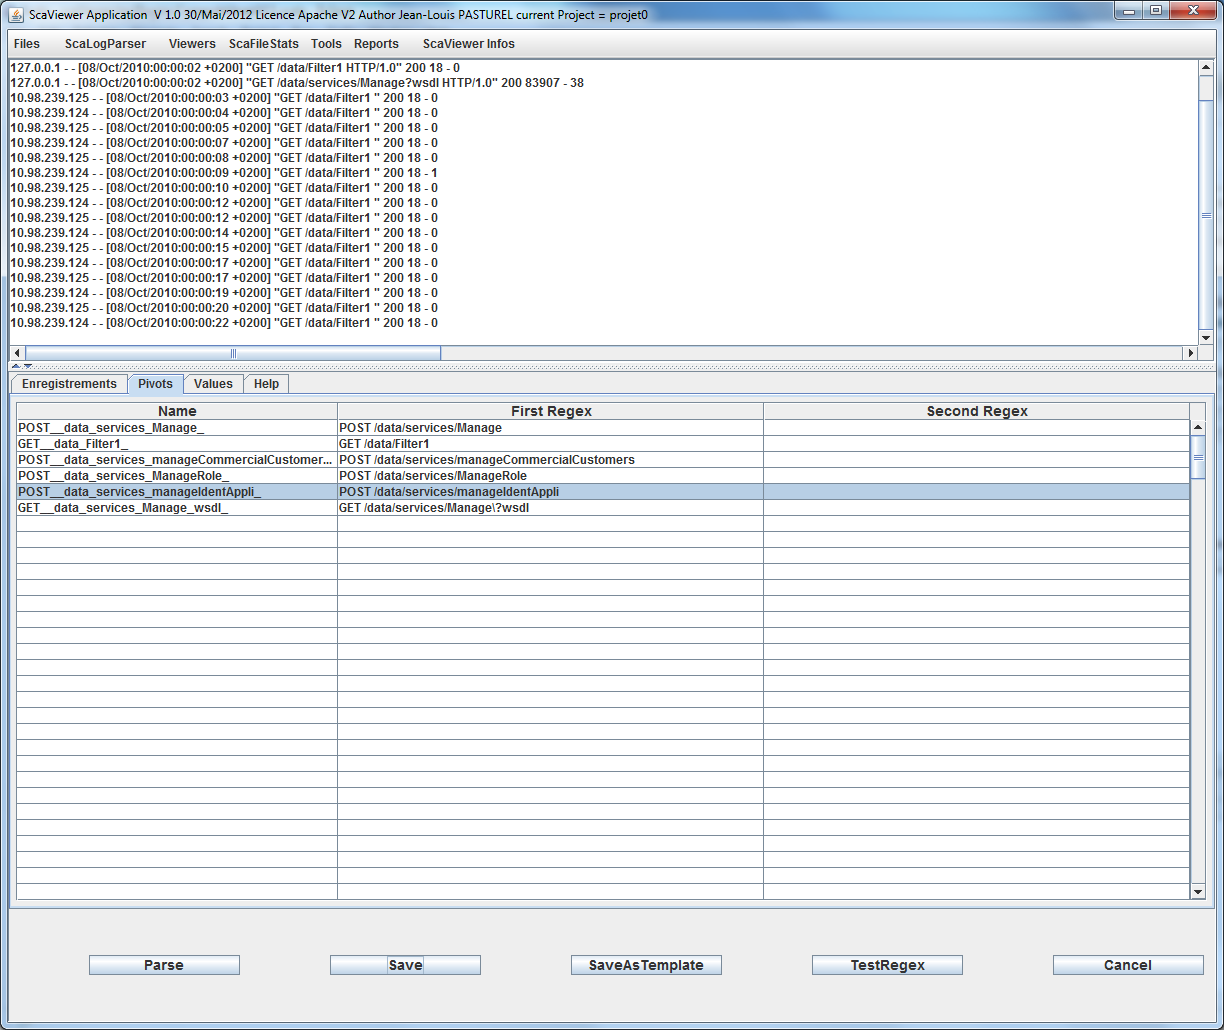 ScaViewer Application  V 1.0 30/Mai/2012 Licence Apache V2 Author Jean-Louis PASTUREL current Project = projet0
Files ScaLogParser Viewers ScaFileStats Tools Reports ScaViewer Infos
127.0.0.1 - - [08/Oct/2010:00:00:02 +0200] "GET /data/Filter1 HTTP/1.0" 200 18 - 0
127.0.0.1 - - [08/Oct/2010:00:00:02 +0200] "GET /data/services/Manage?wsdl HTTP/1.0" 200 83907 - 38
10.98.239.125 - - [08/Oct/2010:00:00:03 +0200] "GET /data/Filter1 " 200 18 - 0
10.98.239.124 - - [08/Oct/2010:00:00:04 +0200] "GET /data/Filter1 " 200 18 - 0
10.98.239.125 - - [08/Oct/2010:00:00:05 +0200] "GET /data/Filter1 " 200 18 - 0
10.98.239.124 - - [08/Oct/2010:00:00:07 +0200] "GET /data/Filter1 " 200 18 - 0
10.98.239.125 - - [08/Oct/2010:00:00:08 +0200] "GET /data/Filter1 " 200 18 - 0
10.98.239.124 - - [08/Oct/2010:00:00:09 +0200] "GET /data/Filter1 " 200 18 - 1
10.98.239.125 - - [08/Oct/2010:00:00:10 +0200] "GET /data/Filter1 " 200 18 - 0
10.98.239.124 - - [08/Oct/2010:00:00:12 +0200] "GET /data/Filter1 " 200 18 - 0
10.98.239.125 - - [08/Oct/2010:00:00:12 +0200] "GET /data/Filter1 " 200 18 - 0
10.98.239.124 - - [08/Oct/2010:00:00:14 +0200] "GET /data/Filter1 " 200 18 - 0
10.98.239.125 - - [08/Oct/2010:00:00:15 +0200] "GET /data/Filter1 " 200 18 - 0
10.98.239.124 - - [08/Oct/2010:00:00:17 +0200] "GET /data/Filter1 " 200 18 - 0
10.98.239.125 - - [08/Oct/2010:00:00:17 +0200] "GET /data/Filter1 " 200 18 - 0
10.98.239.124 - - [08/Oct/2010:00:00:19 +0200] "GET /data/Filter1 " 200 18 - 0
10.98.239.125 - - [08/Oct/2010:00:00:20 +0200] "GET /data/Filter1 " 200 18 - 0
10.98.239.124 - - [08/Oct/2010:00:00:22 +0200] "GET /data/Filter1 " 200 18 - 0
Enregistrements Pivots Values Help
Name First Regex Second Regex
POST__data_services_Manage_ POST /data/services/Manage
GET__data_Filter1_ GET /data/Filter1
POST__data_services_manageCommercialCustomer... POST /data/services/manageCommercialCustomers
POST__data_services_ManageRole_ POST /data/services/ManageRole
POST__data_services_manageIdentAppli_ POST /data/services/manageIdentAppli
GET__data_services_Manage_wsdl_ GET /data/services/Manage\?wsdl
Parse Save SaveAsTemplate TestRegex Cancel